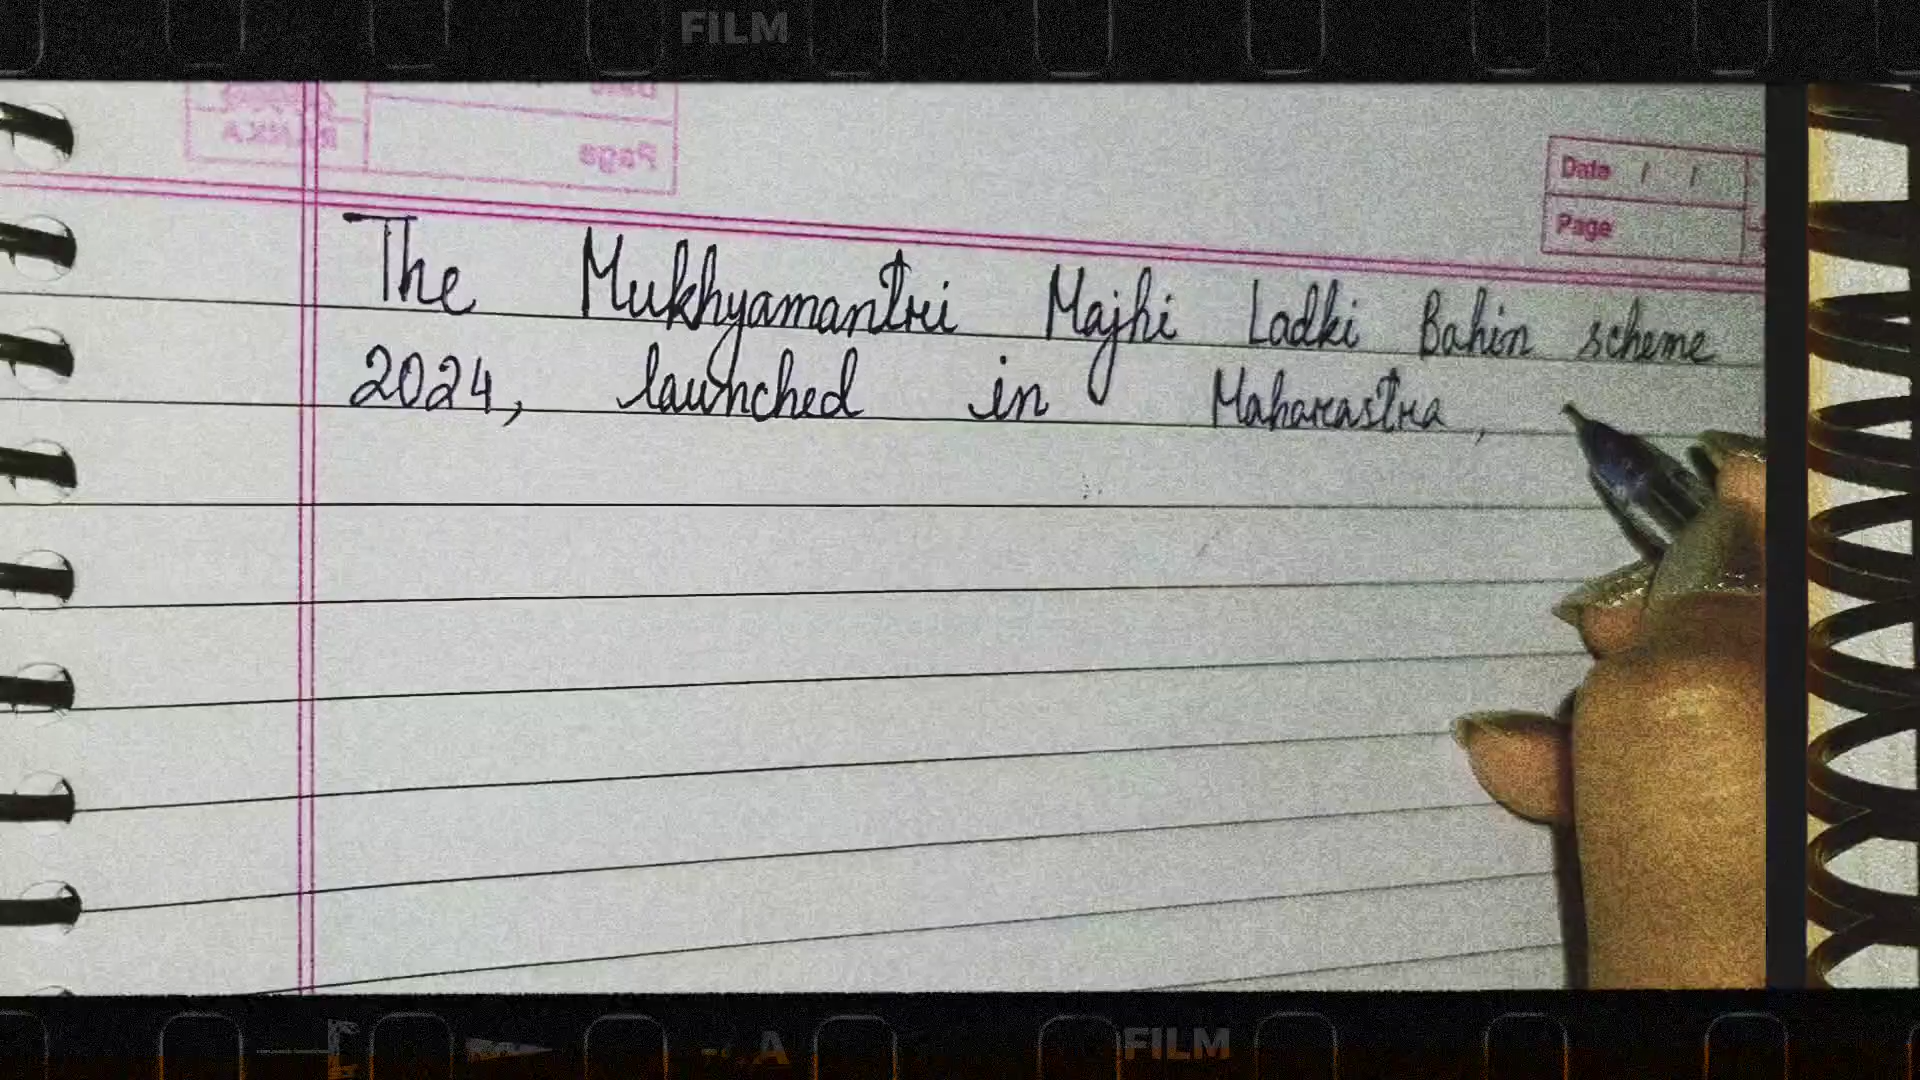 FILM
Date / /
Page
The Mukhyamantri Majhi Ladki Bahin scheme
2024, launched in Maharastra,
FILM